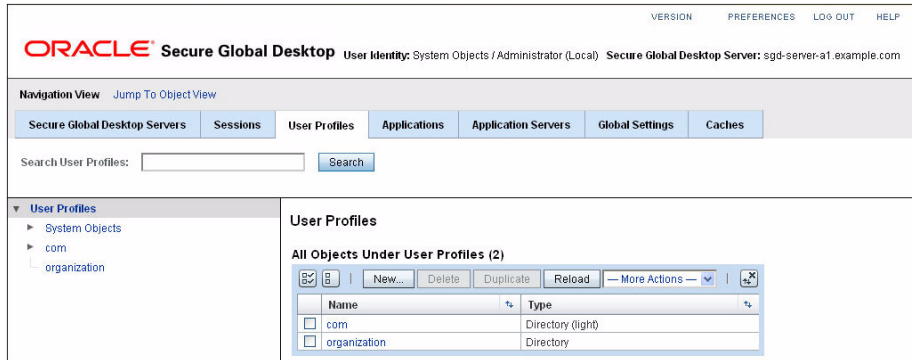 VERSION PREFERENCES LOG OUT HELP
ORACLE Secure Global Desktop User Identity: System Objects / Administrator (Local) Secure Global Desktop Server: sgd-server-a1.example.com
Navigation View Jump To Object View
Secure Global Desktop Servers Sessions User Profiles Applications Application Servers Global Settings Caches
Search User Profiles: Search
User Profiles
System Objects
com
organization
User Profiles
All Objects Under User Profiles (2)
New... Delete Duplicate Reload — More Actions —
Name Type
com Directory (light)
organization Directory